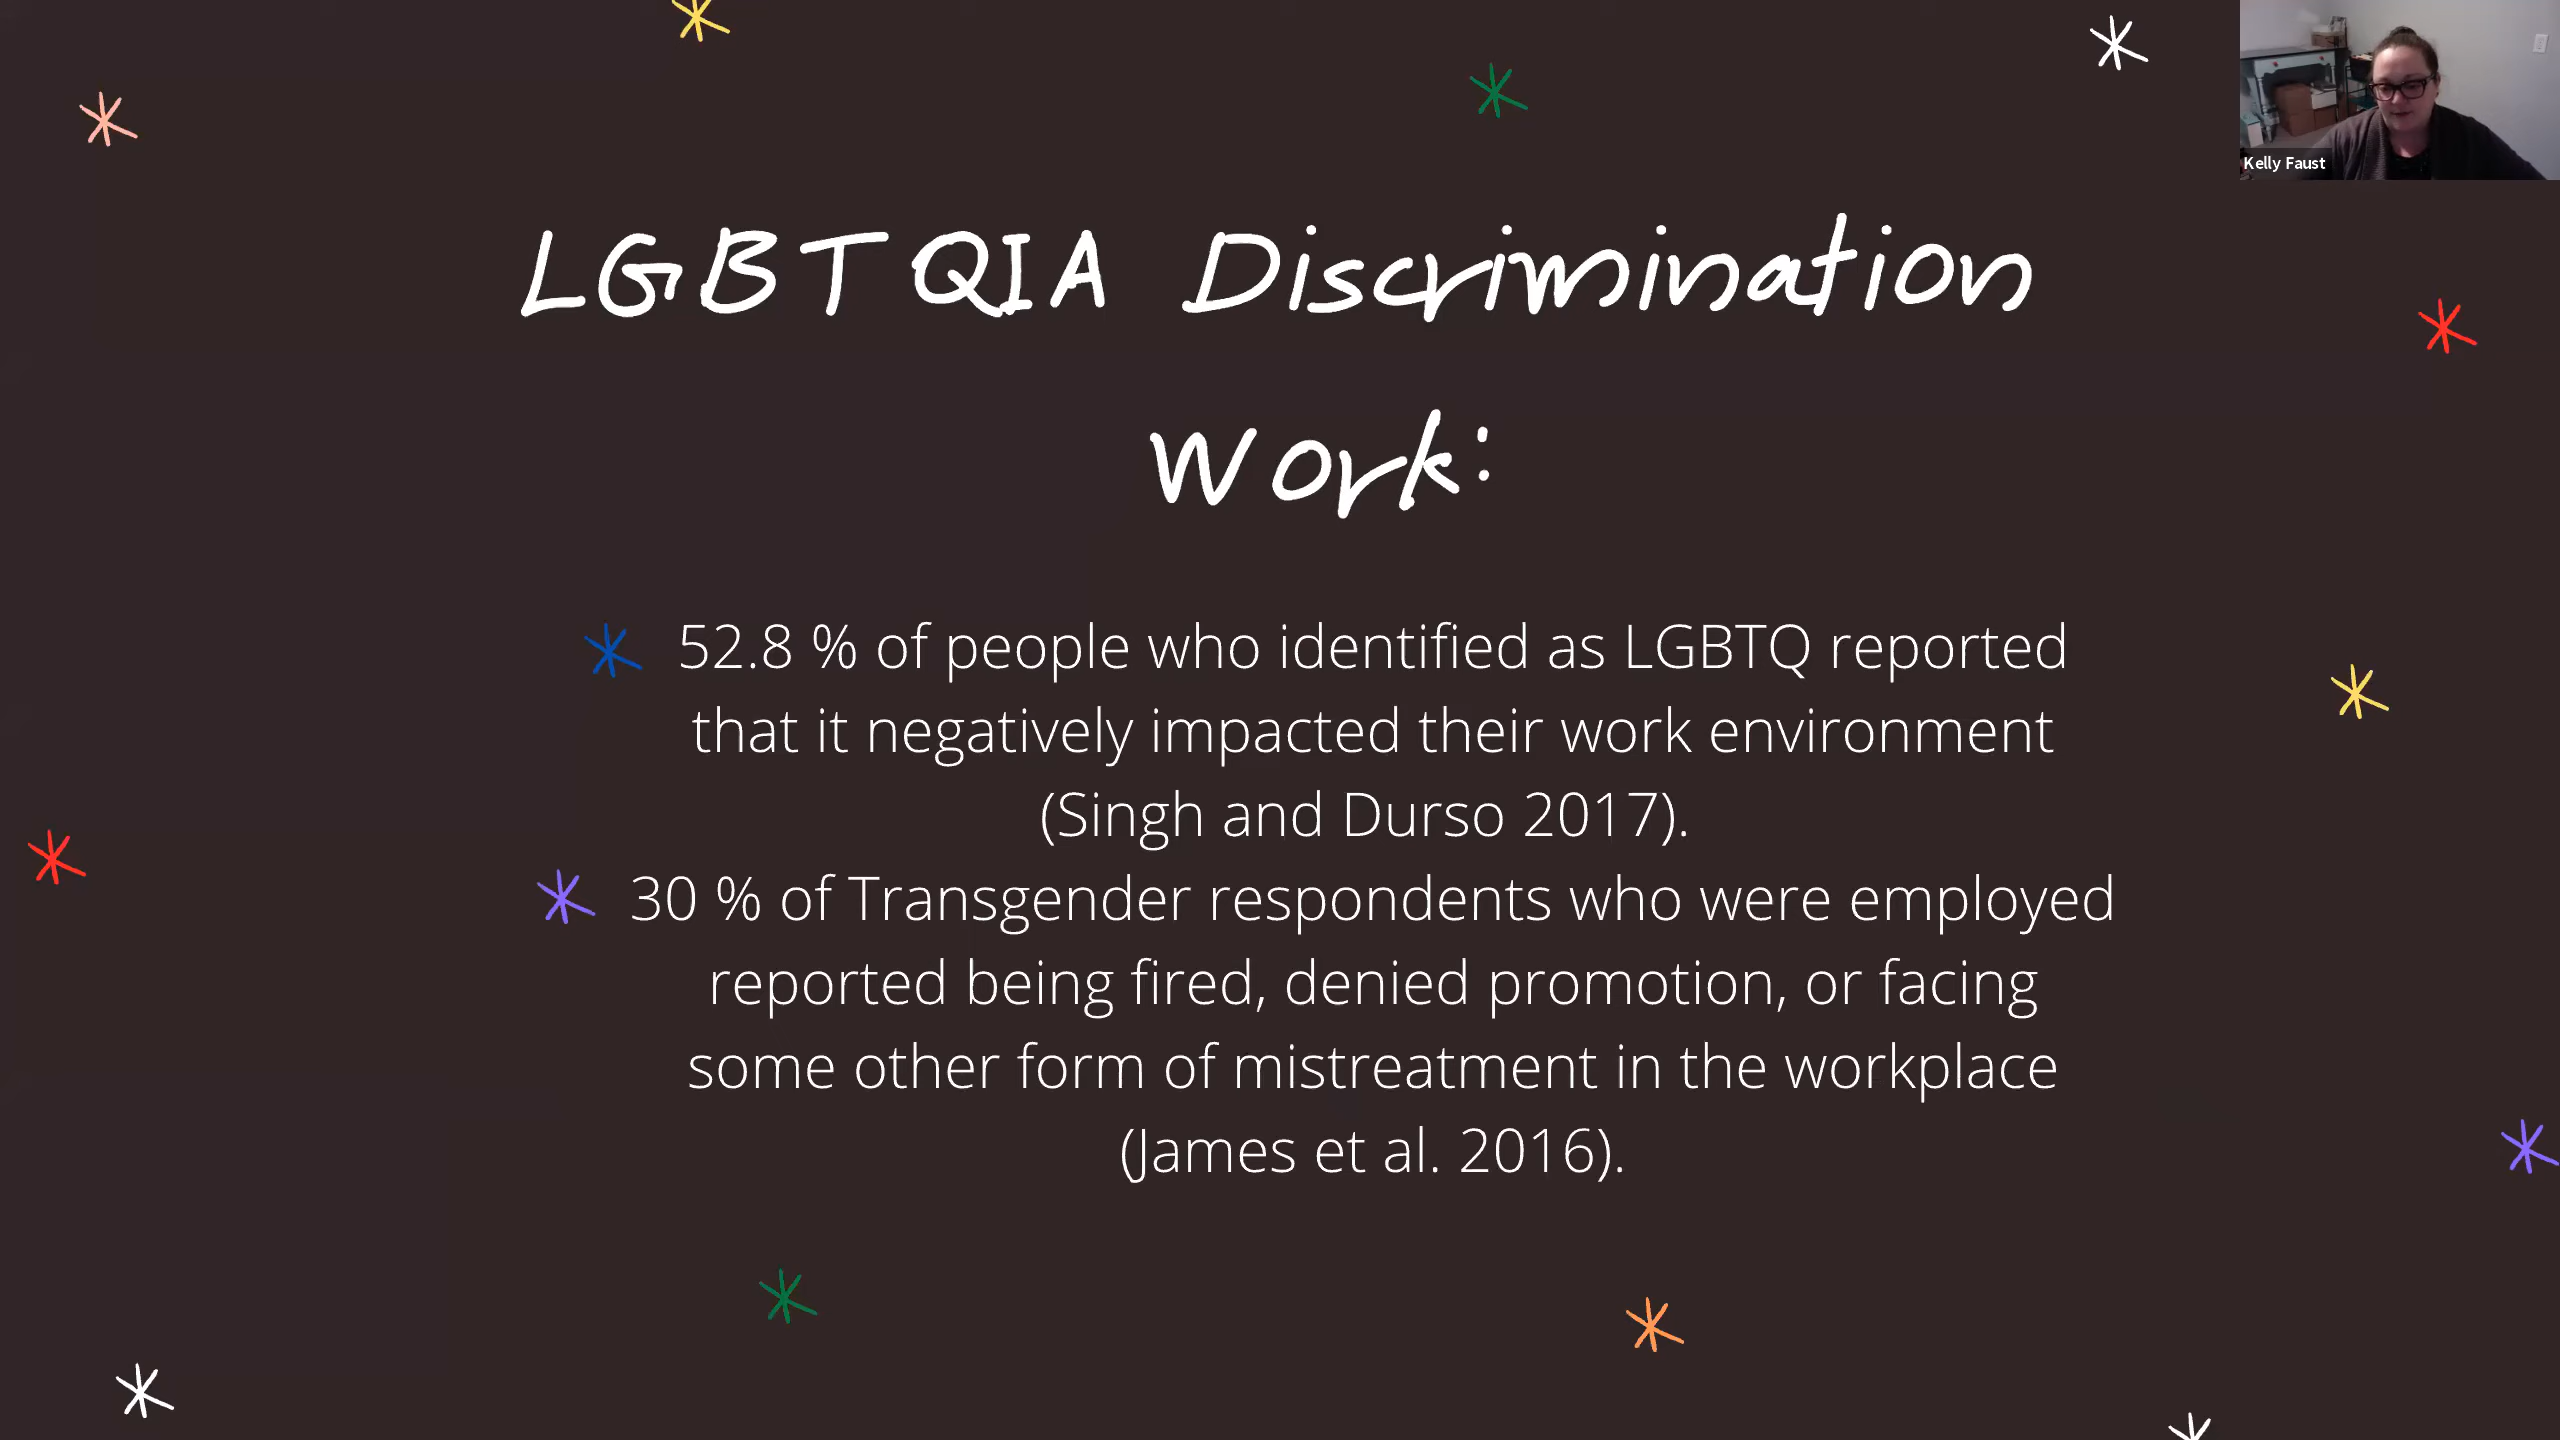 Kelly Faust
LGBTQIA Discrimination
Work:
52.8 % of people who identified as LGBTQ reported
that it negatively impacted their work environment
(Singh and Durso 2017).
30 % of Transgender respondents who were employed
reported being fired, denied promotion, or facing
some other form of mistreatment in the workplace
(James et al. 2016).